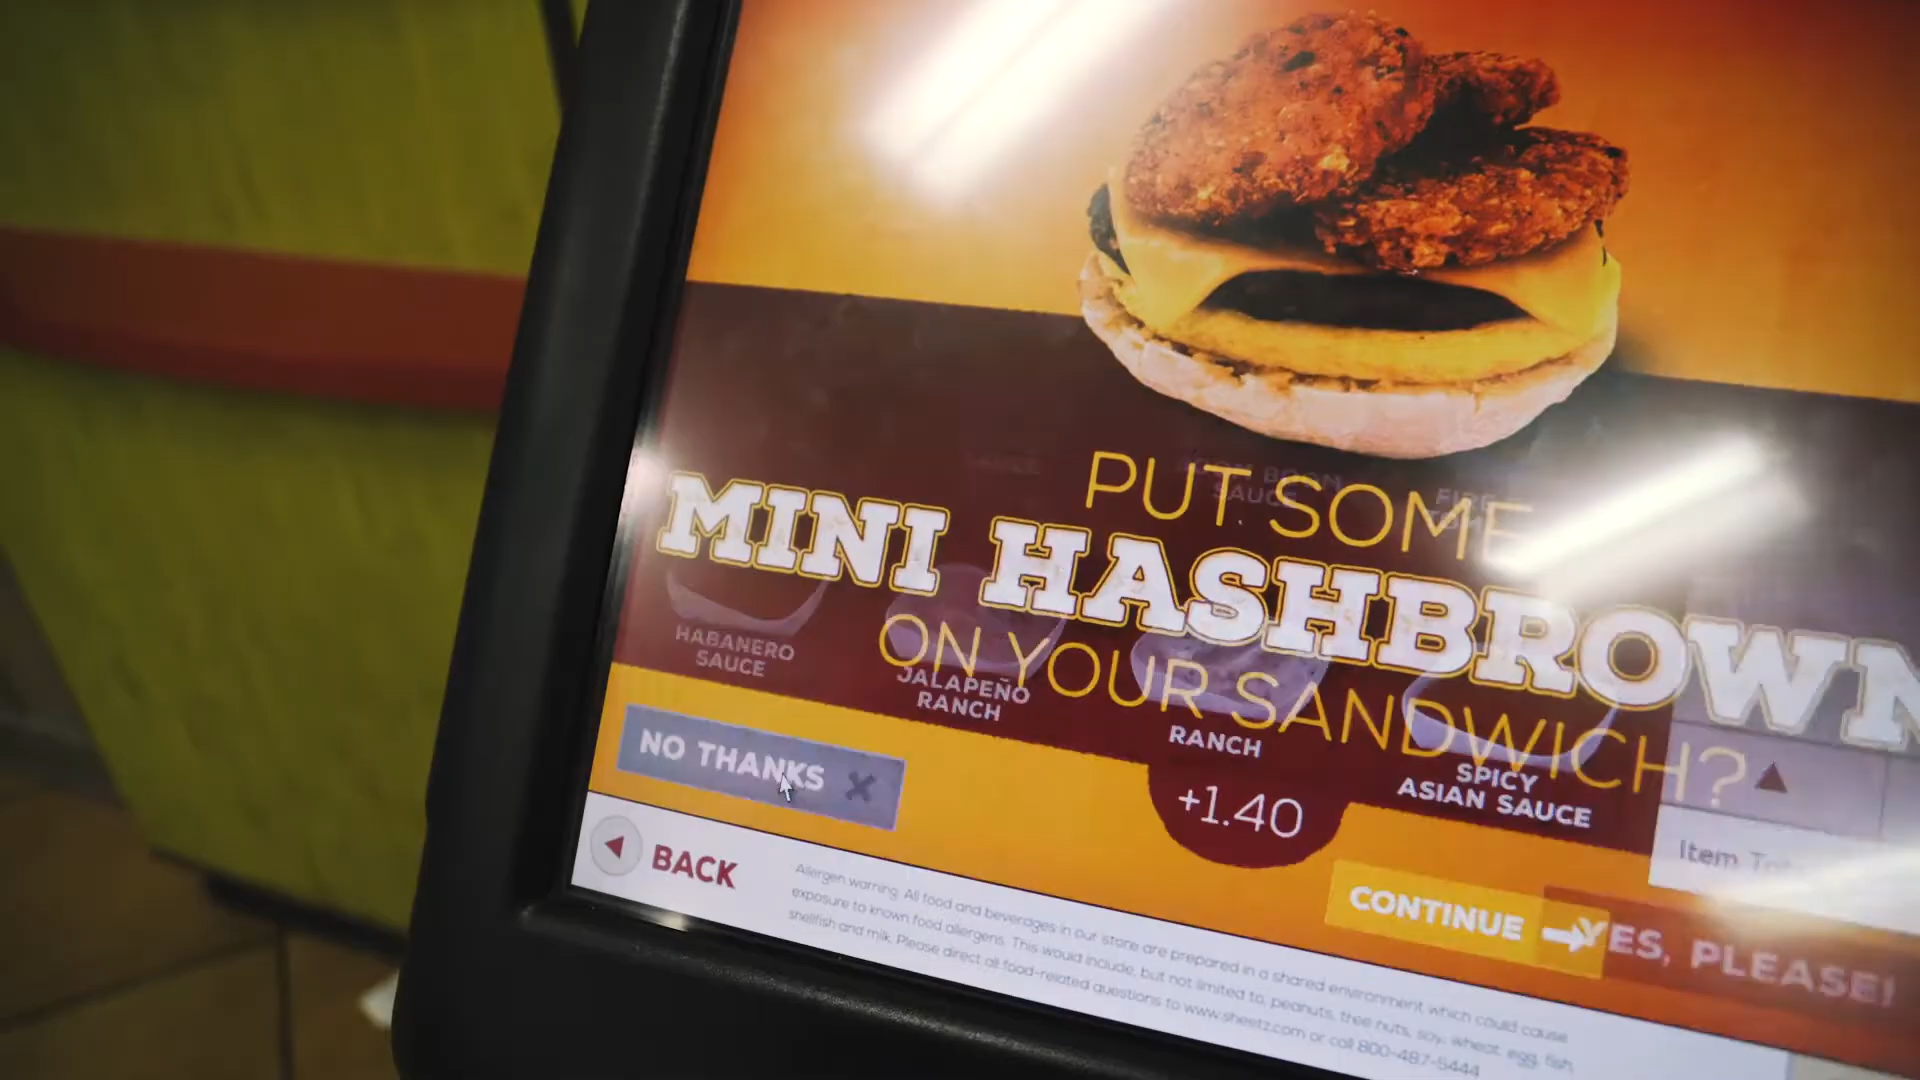 PUT SOME
MINI HASHBROWN
ON YOUR SANDWICH?
BOOM BOOM
SAUCE
HABANERO
SAUCE
JALAPEÑO
RANCH
RANCH
SPICY
ASIAN SAUCE
NO THANKS
+1.40
Item
BACK
CONTINUE
YES, PLEASE!
Allergen warning: All food and beverages in our store are prepared in a shared environment which could cause
exposure to known food allergens. This would include, but not limited to, peanuts, tree nuts, soy, wheat, egg, fish,
shellfish and milk. Please direct all food-related questions to www.sheetz.com or call 800-487-5444